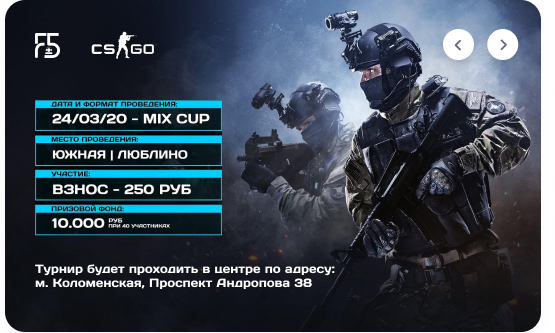 F5
CS GO
ДАТА И ФОРМАТ ПРОВЕДЕНИЯ:
24/03/20 - MIX CUP
МЕСТО ПРОВЕДЕНИЯ:
ЮЖНАЯ | ЛЮБЛИНО
УЧАСТИЕ:
ВЗНОС - 250 РУБ
ПРИЗОВОЙ ФОНД:
10.000 РУБ
ПРИ 40 УЧАСТНИКАХ
Турнир будет проходить в центре по адресу:
м. Коломенская, Проспект Андропова 38